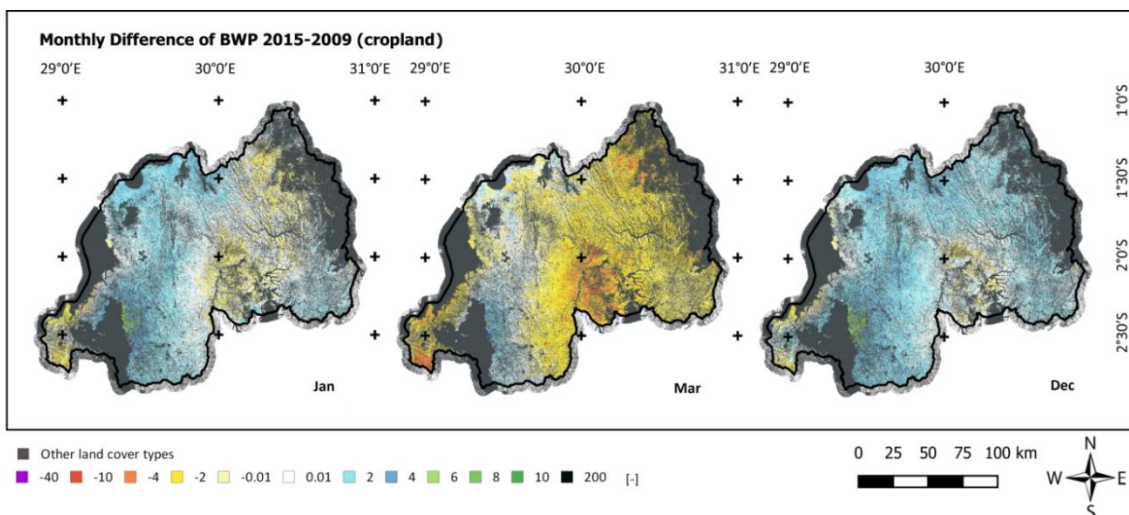 Monthly Difference of BWP 2015-2009 (cropland)
29°0'E 30°0'E 31°0'E 29°0'E 30°0'E 31°0'E 29°0'E 30°0'E
1°0'S
1°30'S
2°0'S
2°30'S
Jan Mar Dec
Other land cover types
-40 -10 -4 -2 -0.01 0.01 2 4 6 8 10 200 [-]
0 25 50 75 100 km
N
W E
S